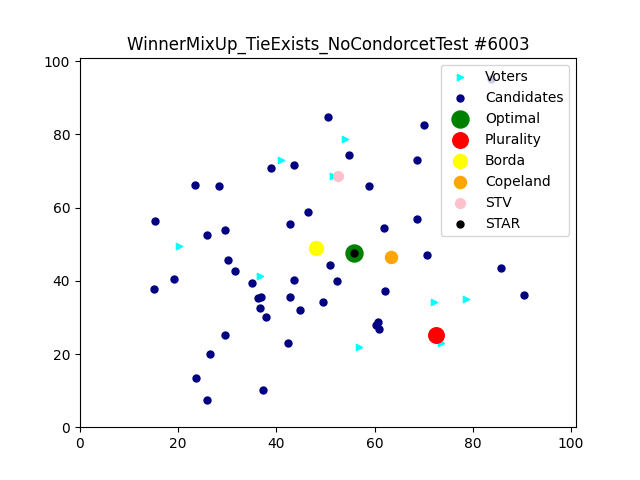 WinnerMixUp_TieExists_NoCondorcetTest #6003
100
80
60
40
20
0
0 20 40 60 80 100
Voters
Candidates
Optimal
Plurality
Borda
Copeland
STV
STAR